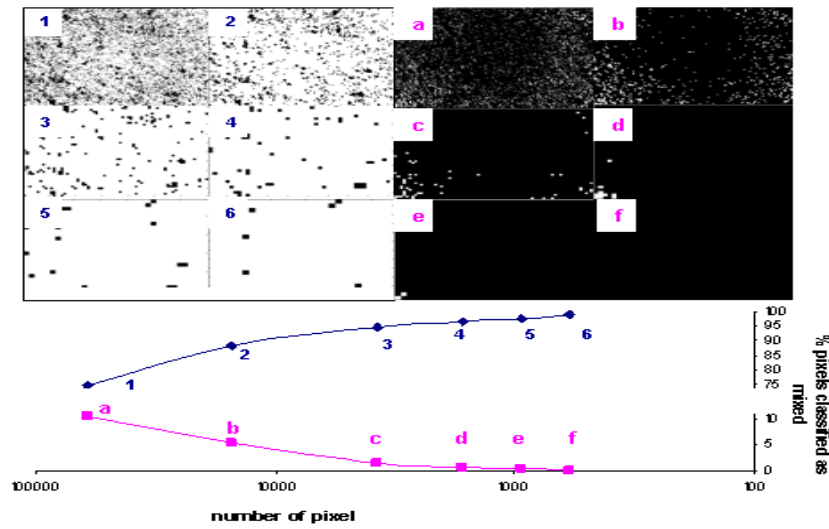 1 2 a b
3 4 c d
5 6 e f
100
95
90
85
80
75
1 2 3 4 5 6
10
5
0
a b c d e f
% pixels classified as
mixed
100000 10000 1000 100
number of pixel